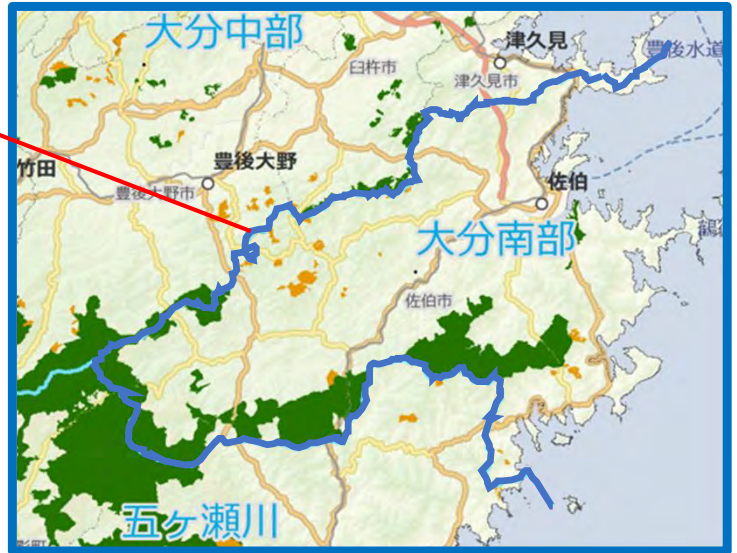 大分中部
津久見
豊後水道
臼杵市
津久見市
竹田
豊後大野
豊後大野市
佐伯
大分南部
鶴
佐伯市
五ヶ瀬川